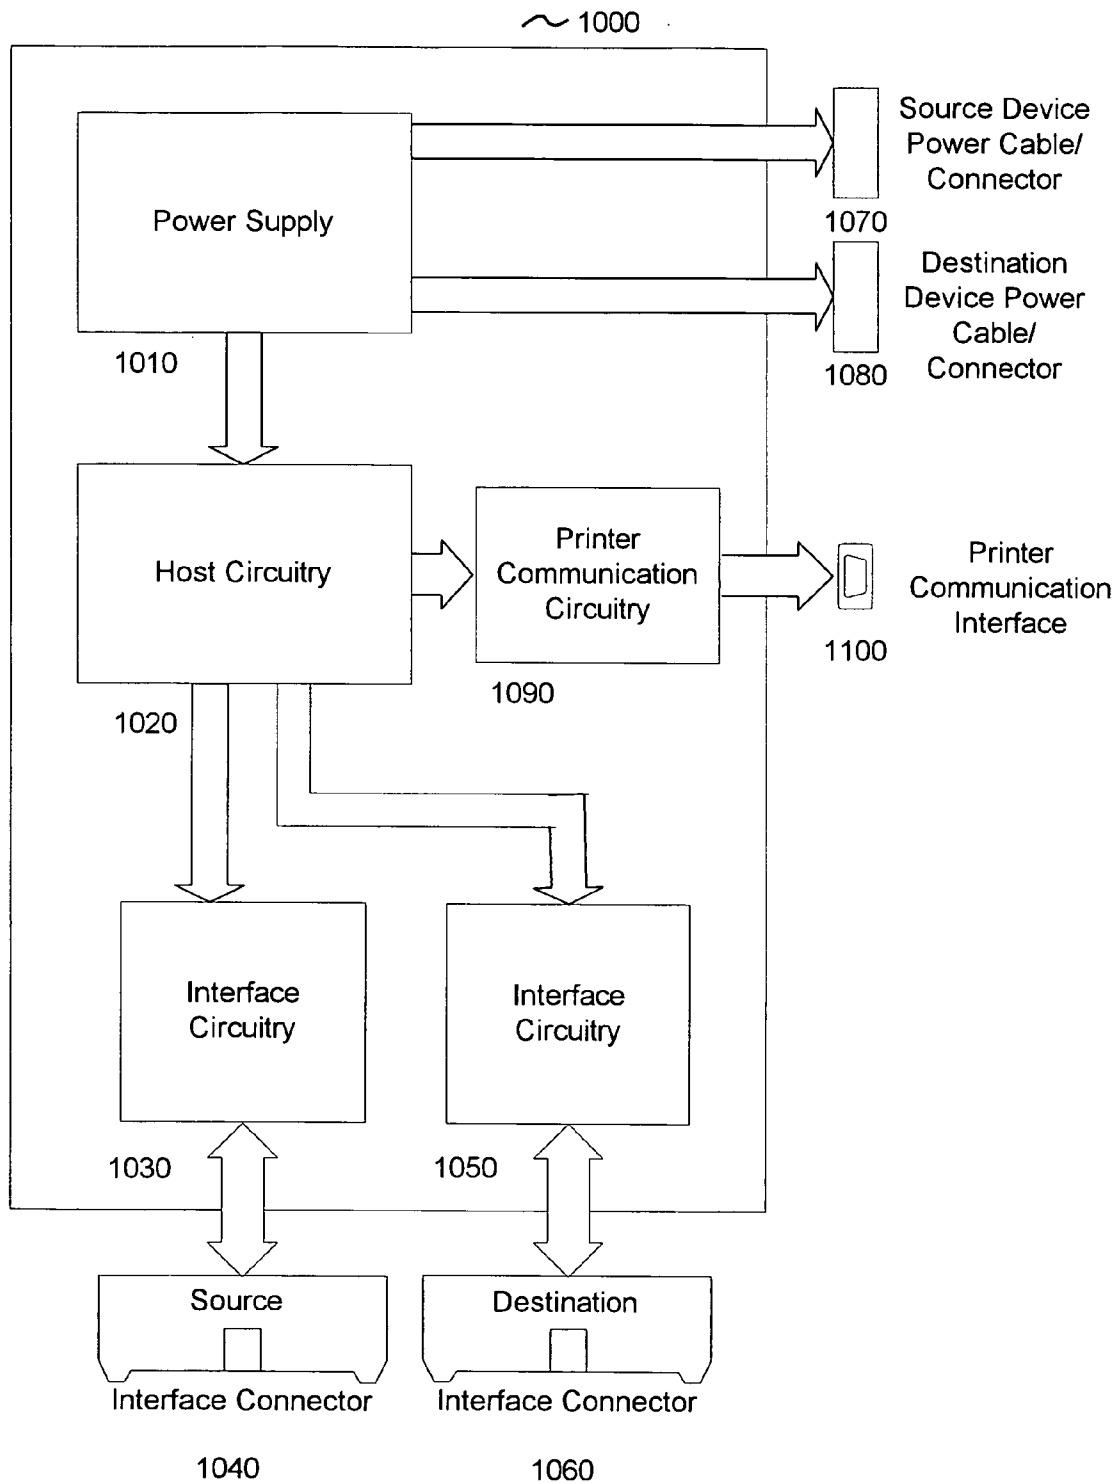 1000
Source Device
Power Cable/
Connector
Power Supply
1070
Destination
Device Power
Cable/
Connector
1010
1080
Host Circuitry
Printer
Communication
Circuitry
Printer
Communication
Interface
1100
1020
1090
Interface
Circuitry
Interface
Circuitry
1030
1050
Source
Destination
Interface Connector
Interface Connector
1040
1060